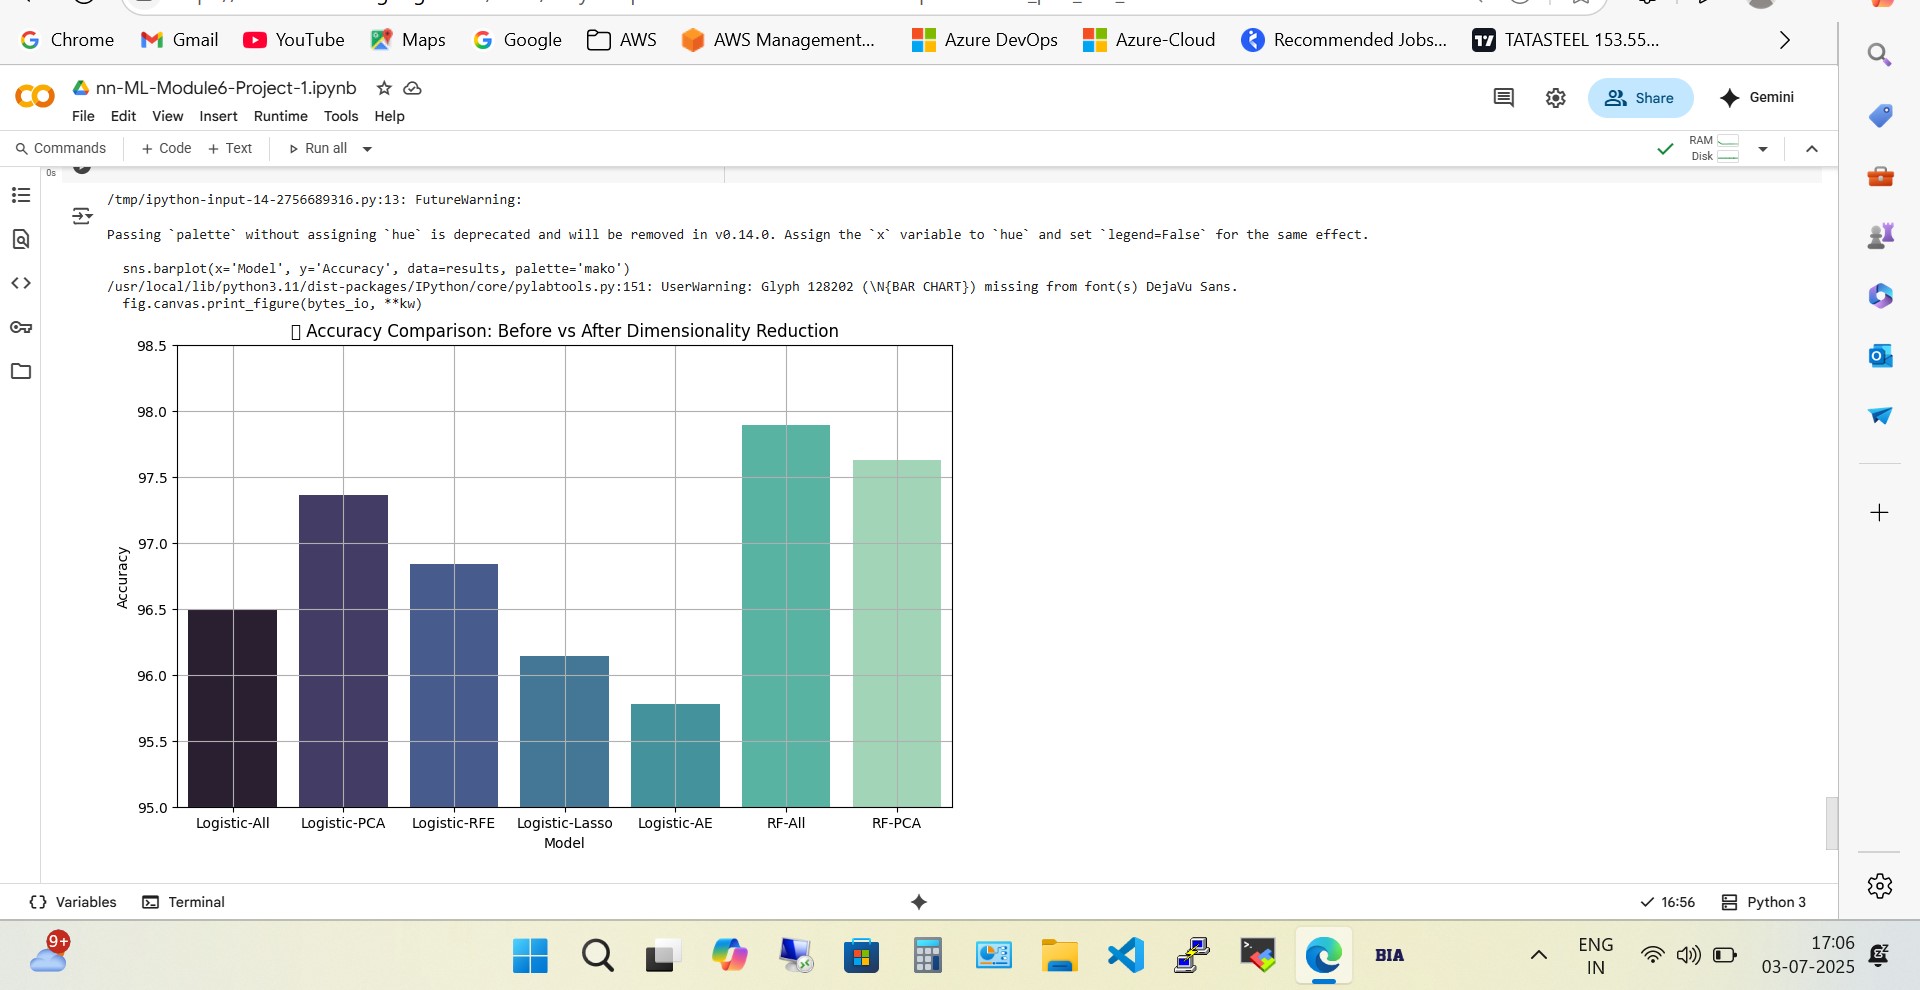 Chrome
Gmail
YouTube
Maps
Google
AWS
AWS Management...
Azure DevOps
Azure-Cloud
Recommended Jobs...
TATASTEEL 153.55...
nn-ML-Module6-Project-1.ipynb
Share
Gemini
File Edit View Insert Runtime Tools Help
Commands
+ Code + Text
Run all
RAM
Disk
0s
/tmp/ipython-input-14-2756689316.py:13: FutureWarning:
Passing `palette` without assigning `hue` is deprecated and will be removed in v0.14.0. Assign the `x` variable to `hue` and set `legend=False` for the same effect.
sns.barplot(x='Model', y='Accuracy', data=results, palette='mako')
/usr/local/lib/python3.11/dist-packages/IPython/core/pylabtools.py:151: UserWarning: Glyph 128202 (\N{BAR CHART}) missing from font(s) DejaVu Sans.
fig.canvas.print_figure(bytes_io, **kw)
Accuracy Comparison: Before vs After Dimensionality Reduction
98.5
98.0
97.5
97.0
96.5
96.0
95.5
95.0
Accuracy
Logistic-All Logistic-PCA Logistic-RFE Logistic-Lasso Logistic-AE RF-All RF-PCA
Model
Variables
Terminal
16:56
Python 3
9+
BIA
ENG
IN
17:06
03-07-2025